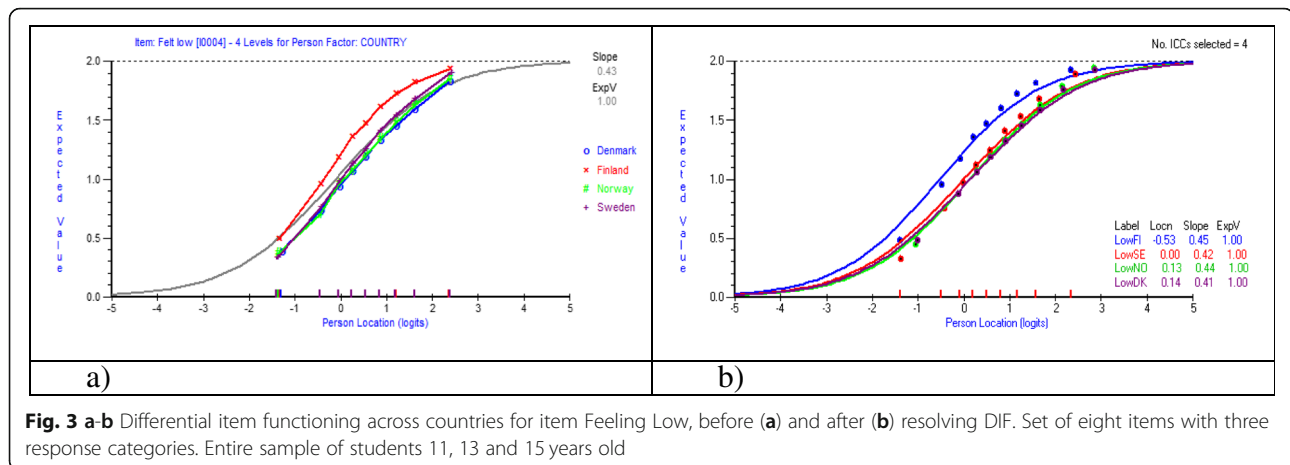 Item: Felt low [I0004] - 4 Levels for Person Factor: COUNTRY
Slope
0.43
ExpV
1.00
2.0
1.5
1.0
0.5
0.0
Expected Value
-5 -4 -3 -2 -1 0 1 2 3 4 5
Person Location (logits)
o Denmark
× Finland
# Norway
+ Sweden
a)
No. ICCs selected = 4
2.0
1.5
1.0
0.5
0.0
Expected Value
-5 -4 -3 -2 -1 0 1 2 3 4 5
Person Location (logits)
Label Locn Slope ExpV
LowFI -0.53 0.45 1.00
LowSE 0.00 0.42 1.00
LowNO 0.13 0.44 1.00
LowDK 0.14 0.41 1.00
b)
Fig. 3 a-b Differential item functioning across countries for item Feeling Low, before (a) and after (b) resolving DIF. Set of eight items with three
response categories. Entire sample of students 11, 13 and 15 years old